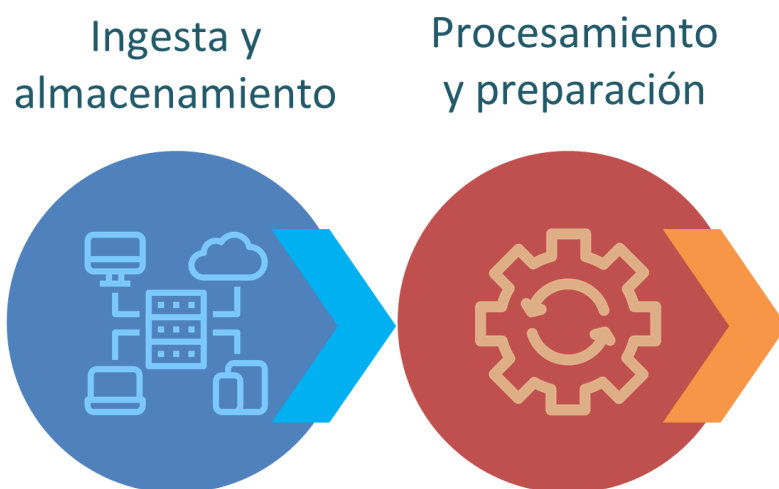 Ingesta y
almacenamiento
Procesamiento
y preparación